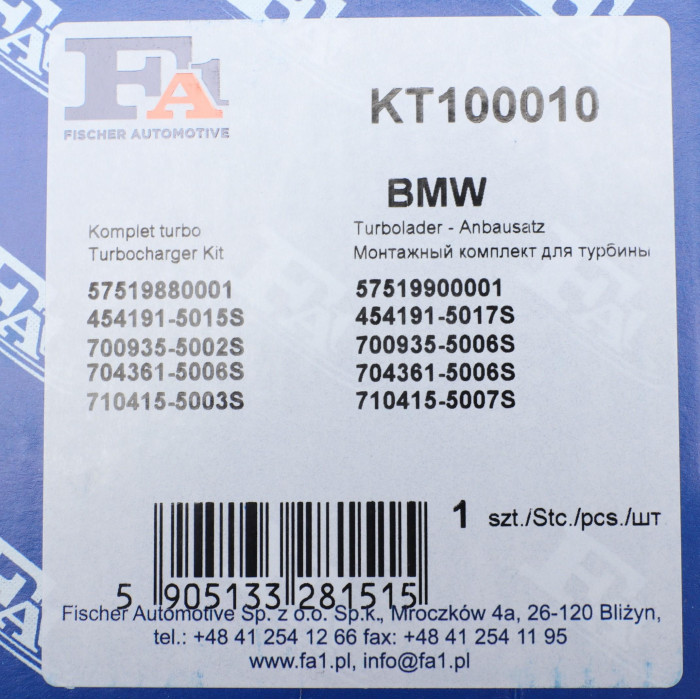 FA1
FISCHER AUTOMOTIVE
KT100010
BMW
Komplet turbo
Turbocharger Kit
Turbolader - Anbausatz
Монтажный комплект для турбины
57519880001 57519900001
454191-5015S 454191-5017S
700935-5002S 700935-5006S
704361-5006S 704361-5006S
710415-5003S 710415-5007S
1 szt./Stc./pcs./шт
5 905133 281515
Fischer Automotive Sp. z o.o. Sp.k., Mroczków 4a, 26-120 Bliżyn,
tel.: +48 41 254 12 66 fax: +48 41 254 11 95
www.fa1.pl, info@fa1.pl